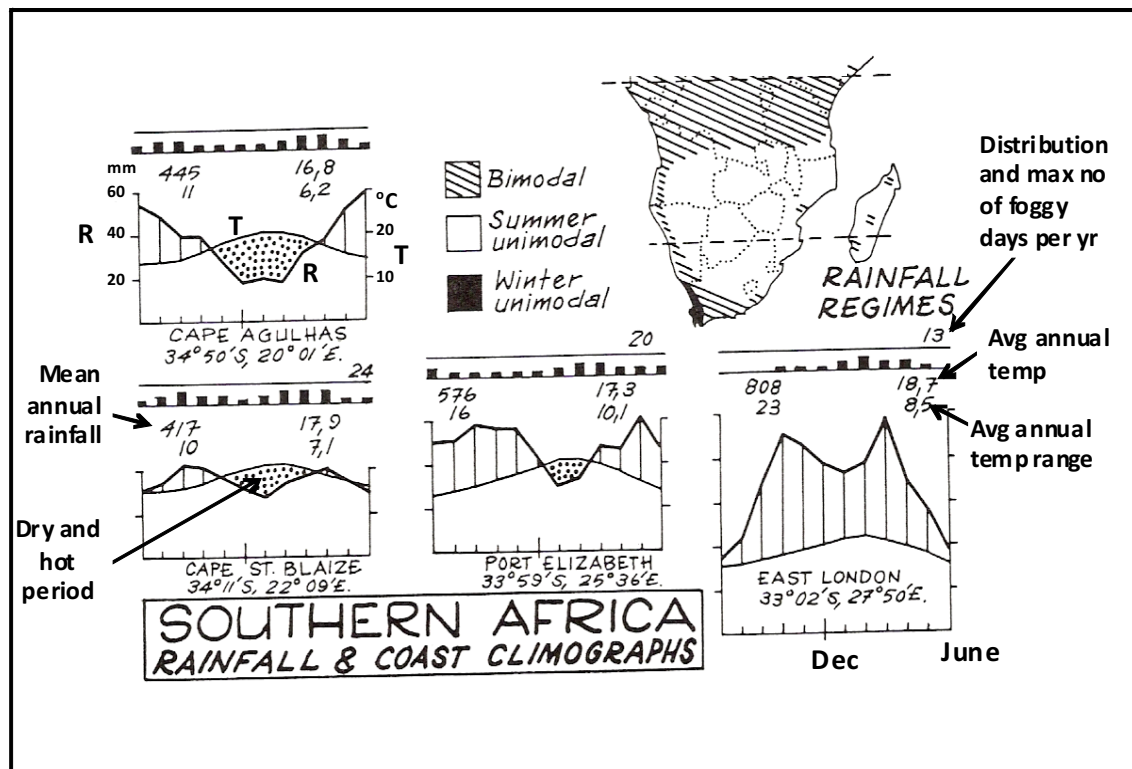 mm
445
11
16,8
6,2
60
40
20
R
T
R
°C
20
T
10
CAPE AGULHAS
34°50'S, 20°01'E.
Bimodal
Summer
unimodal
Winter
unimodal
RAINFALL
REGIMES
Distribution
and max no
of foggy
days per yr
Mean
annual
rainfall
24
417
10
17,9
7,1
Dry and
hot
period
CAPE ST. BLAIZE
34°11'S, 22°09'E.
20
576
16
17,3
10,1
PORT ELIZABETH
33°59'S, 25°36'E.
13
808
23
18,7
8,5
Avg annual
temp
Avg annual
temp range
EAST LONDON
33°02'S, 27°50'E.
Dec
June
SOUTHERN AFRICA
RAINFALL & COAST CLIMOGRAPHS